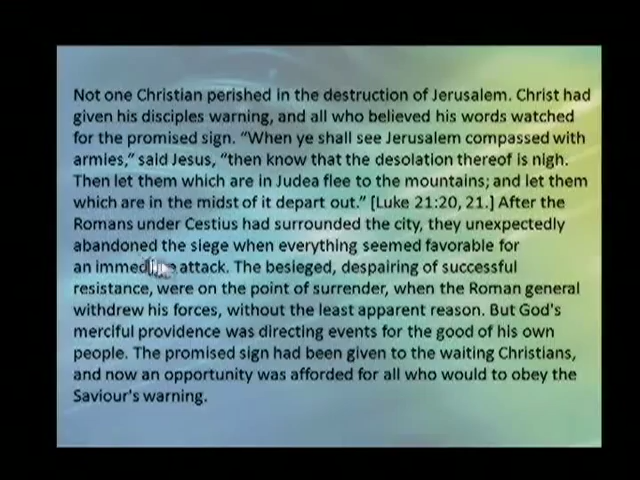 Not one Christian perished in the destruction of Jerusalem. Christ had
given his disciples warning, and all who believed his words watched
for the promised sign. “When ye shall see Jerusalem compassed with
armies,” said Jesus, “then know that the desolation thereof is nigh.
Then let them which are in Judea flee to the mountains; and let them
which are in the midst of it depart out.” [Luke 21:20, 21.] After the
Romans under Cestius had surrounded the city, they unexpectedly
abandoned the siege when everything seemed favorable for
an immediate attack. The besieged, despairing of successful
resistance, were on the point of surrender, when the Roman general
withdrew his forces, without the least apparent reason. But God's
merciful providence was directing events for the good of his own
people. The promised sign had been given to the waiting Christians,
and now an opportunity was afforded for all who would to obey the
Saviour's warning.